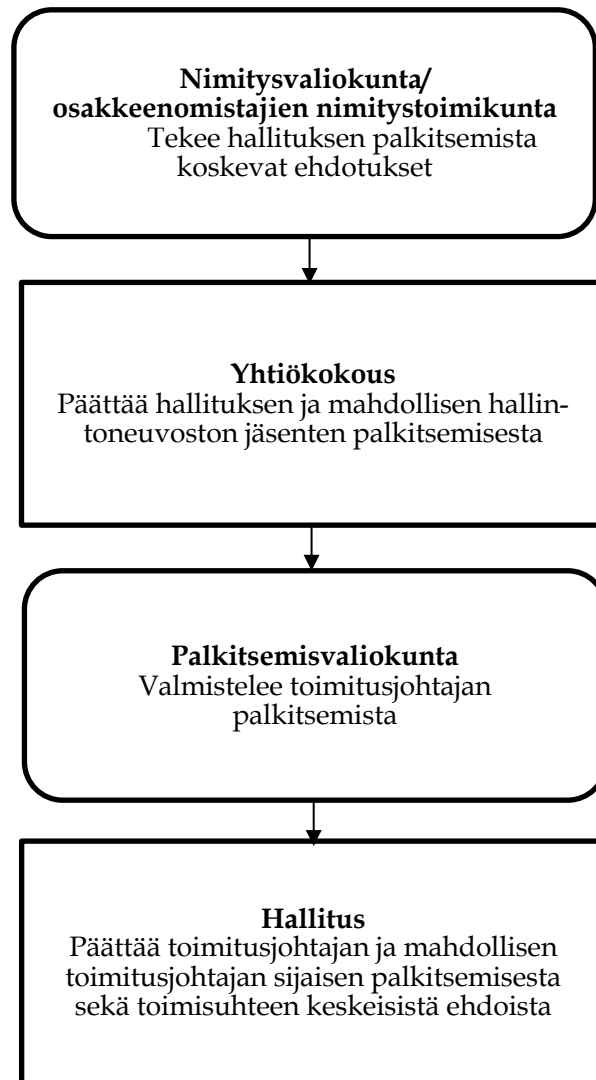 Nimitysvaliokunta/
osakkeenomistajien nimitystoimikunta
Tekee hallituksen palkitsemista
koskevat ehdotukset
Yhtiökokous
Päättää hallituksen ja mahdollisen hallin-
toneuvoston jäsenten palkitsemisesta
Palkitsemisvaliokunta
Valmistelee toimitusjohtajan
palkitsemista
Hallitus
Päättää toimitusjohtajan ja mahdollisen
toimitusjohtajan sijaisen palkitsemisesta
sekä toimisuhteen keskeisistä ehdoista